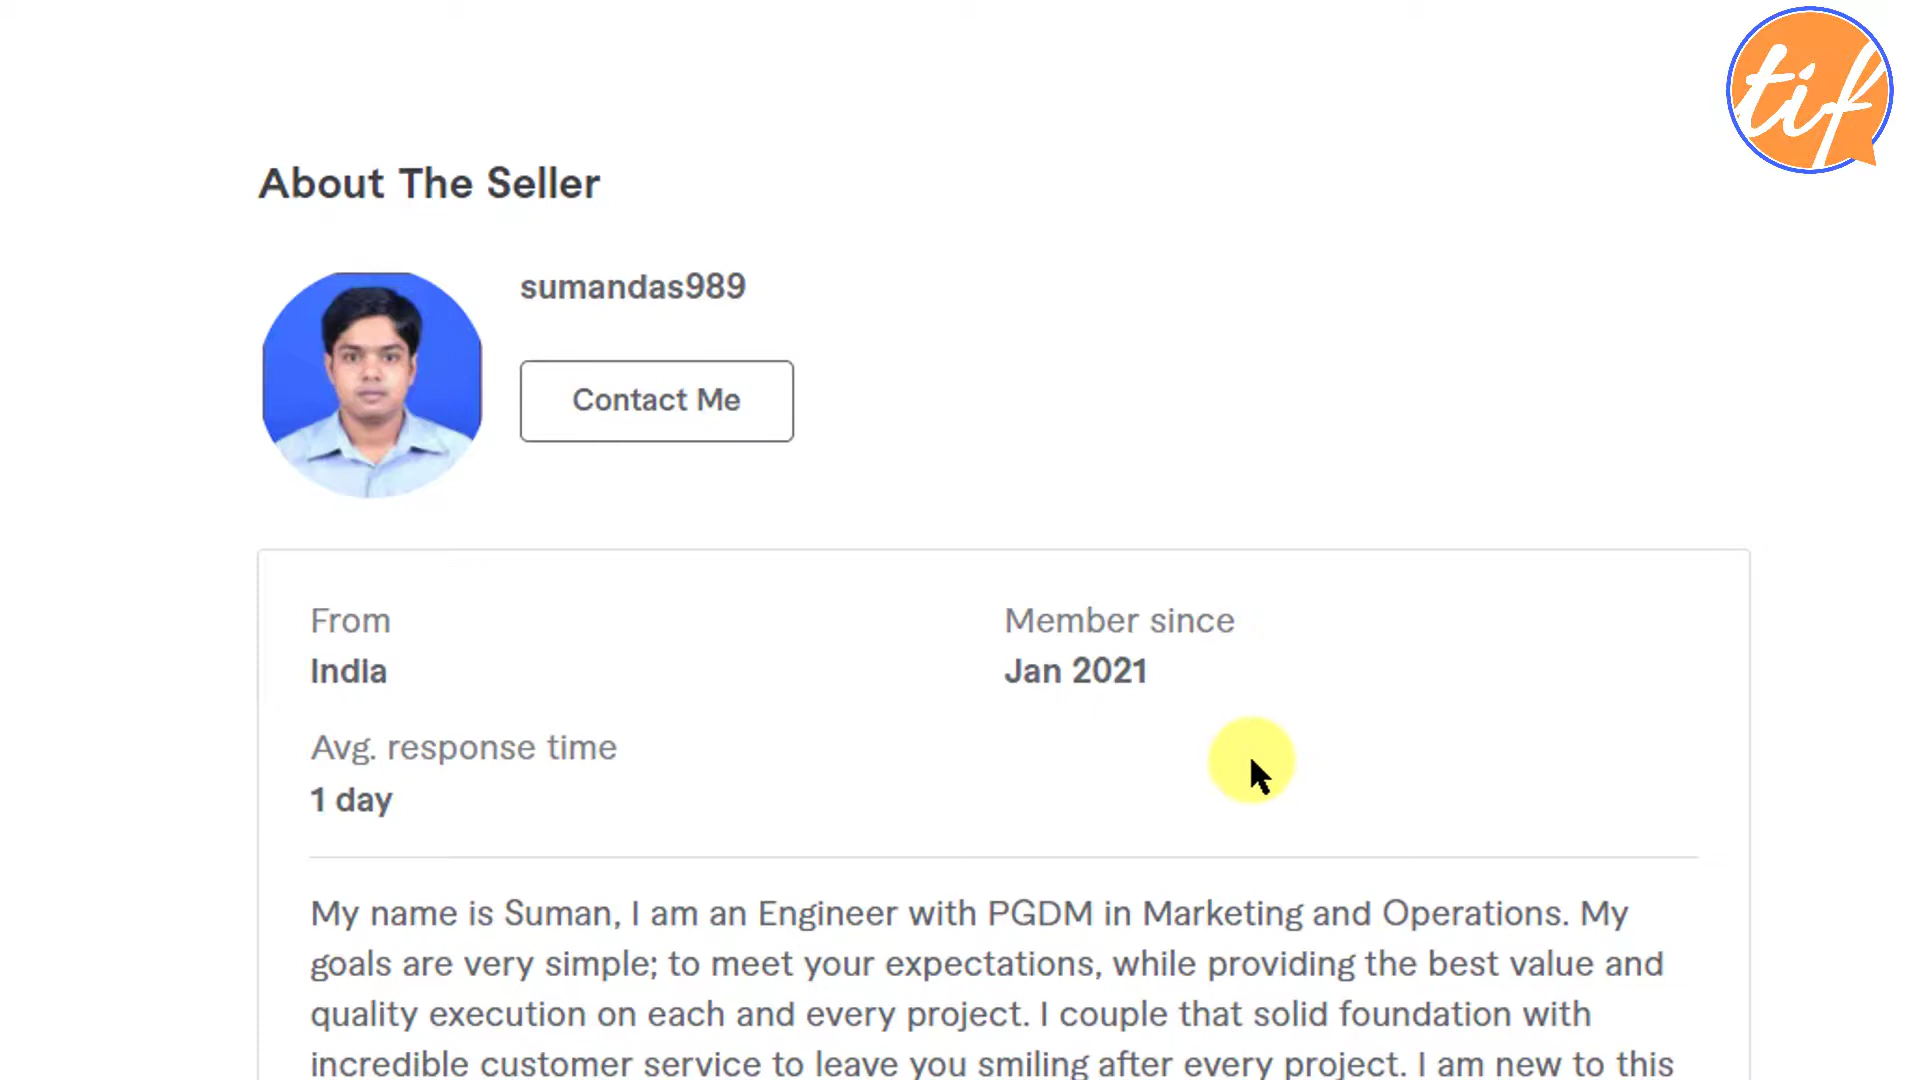 tif
About The Seller
sumandas989
Contact Me
From
India
Member since
Jan 2021
Avg. response time
1 day
My name is Suman, I am an Engineer with PGDM in Marketing and Operations. My
goals are very simple; to meet your expectations, while providing the best value and
quality execution on each and every project. I couple that solid foundation with
incredible customer service to leave you smiling after every project. I am new to this